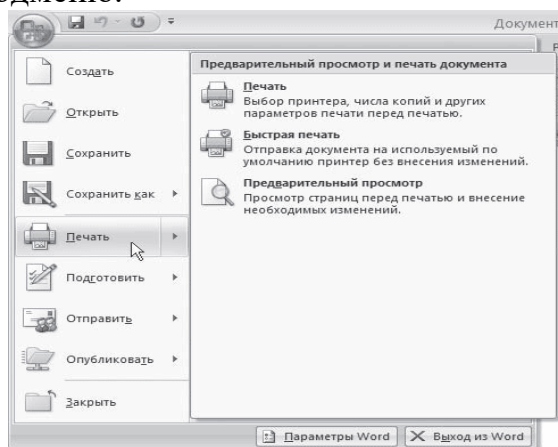 одменю.
Документ
Создать
Открыть
Сохранить
Сохранить как
Печать
Подготовить
Отправить
Опубликовать
Закрыть
Предварительный просмотр и печать документа
Печать
Выбор принтера, числа копий и других
параметров печати перед печатью.
Быстрая печать
Отправка документа на используемый по
умолчанию принтер без внесения изменений.
Предварительный просмотр
Просмотр страниц перед печатью и внесение
необходимых изменений.
Параметры Word
Выход из Word